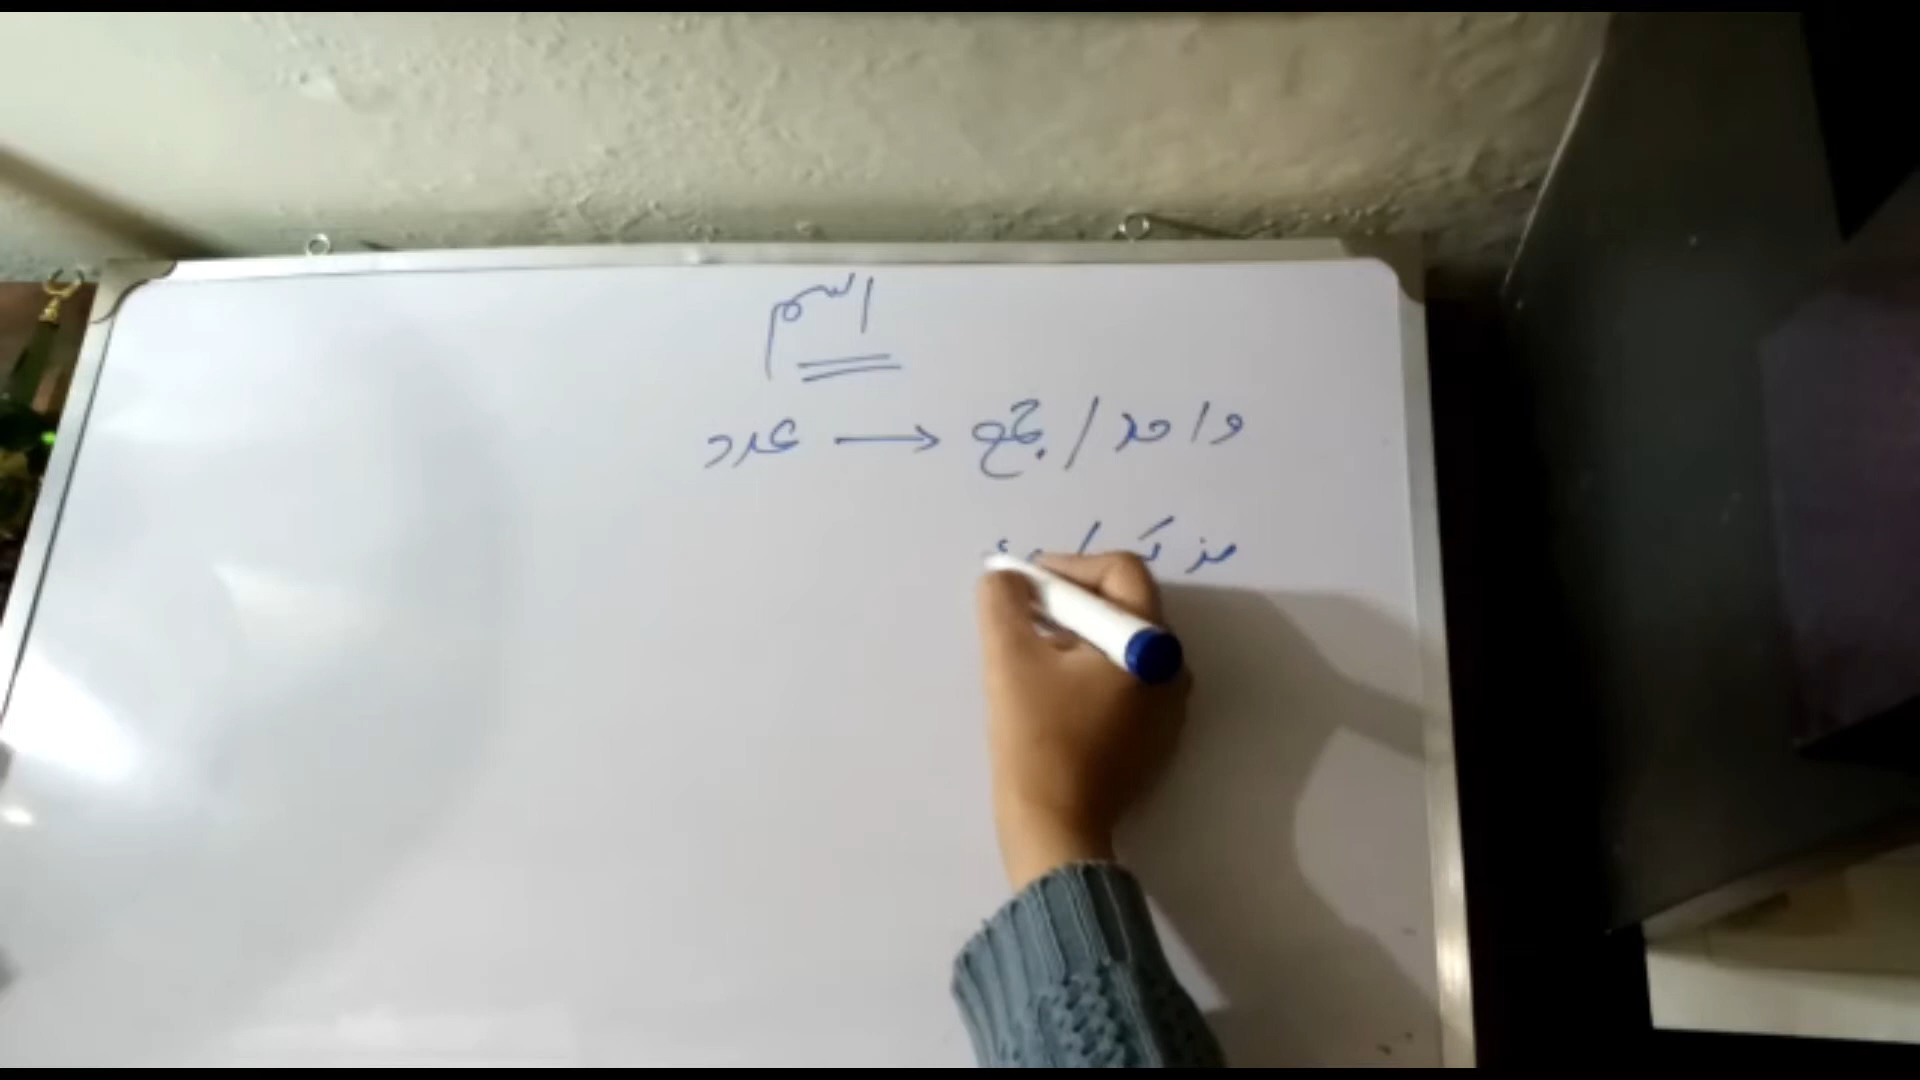 اسم
واحد / جمع → عدد
مذکر /